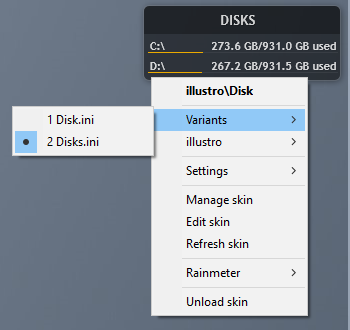 DISKS
C:\ 273.6 GB/931.0 GB used
D:\ 267.2 GB/931.5 GB used
illustro\Disk
Variants
1 Disk.ini
2 Disks.ini
illustro
Settings
Manage skin
Edit skin
Refresh skin
Rainmeter
Unload skin